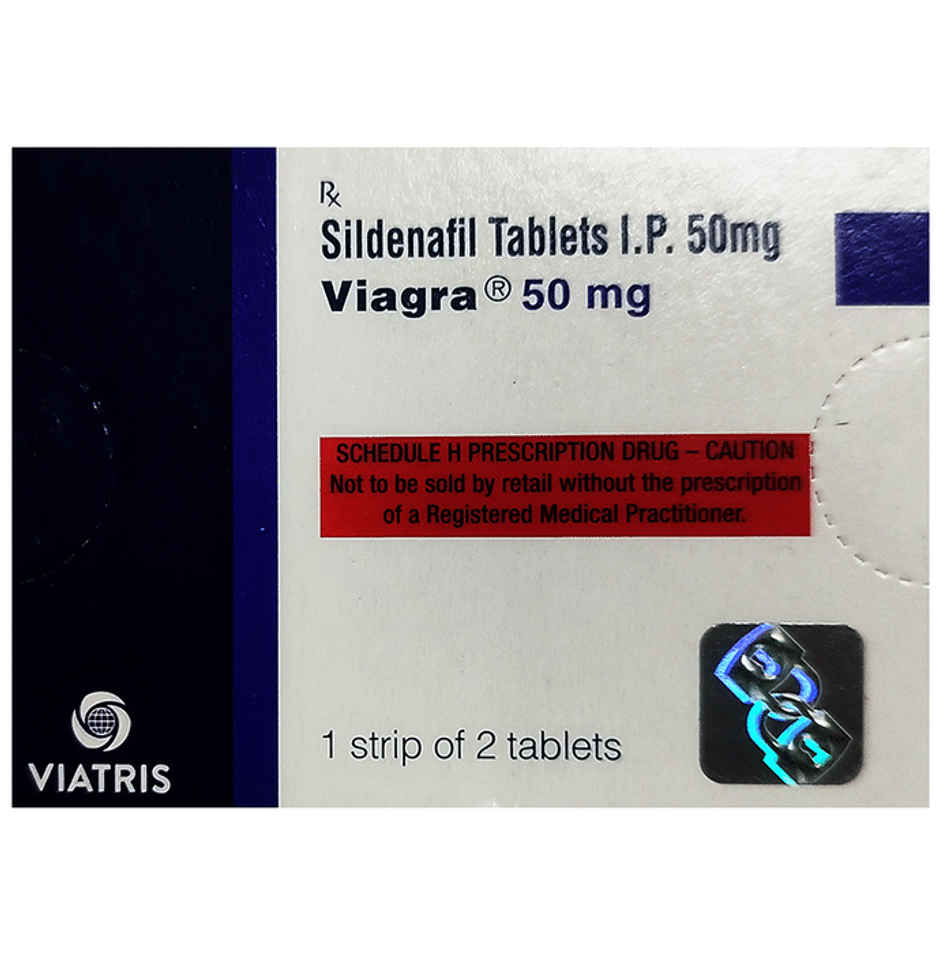 Rx
Sildenafil Tablets I.P. 50mg
Viagra® 50 mg
SCHEDULE H PRESCRIPTION DRUG – CAUTION
Not to be sold by retail without the prescription
of a Registered Medical Practitioner.
1 strip of 2 tablets
VIATRIS